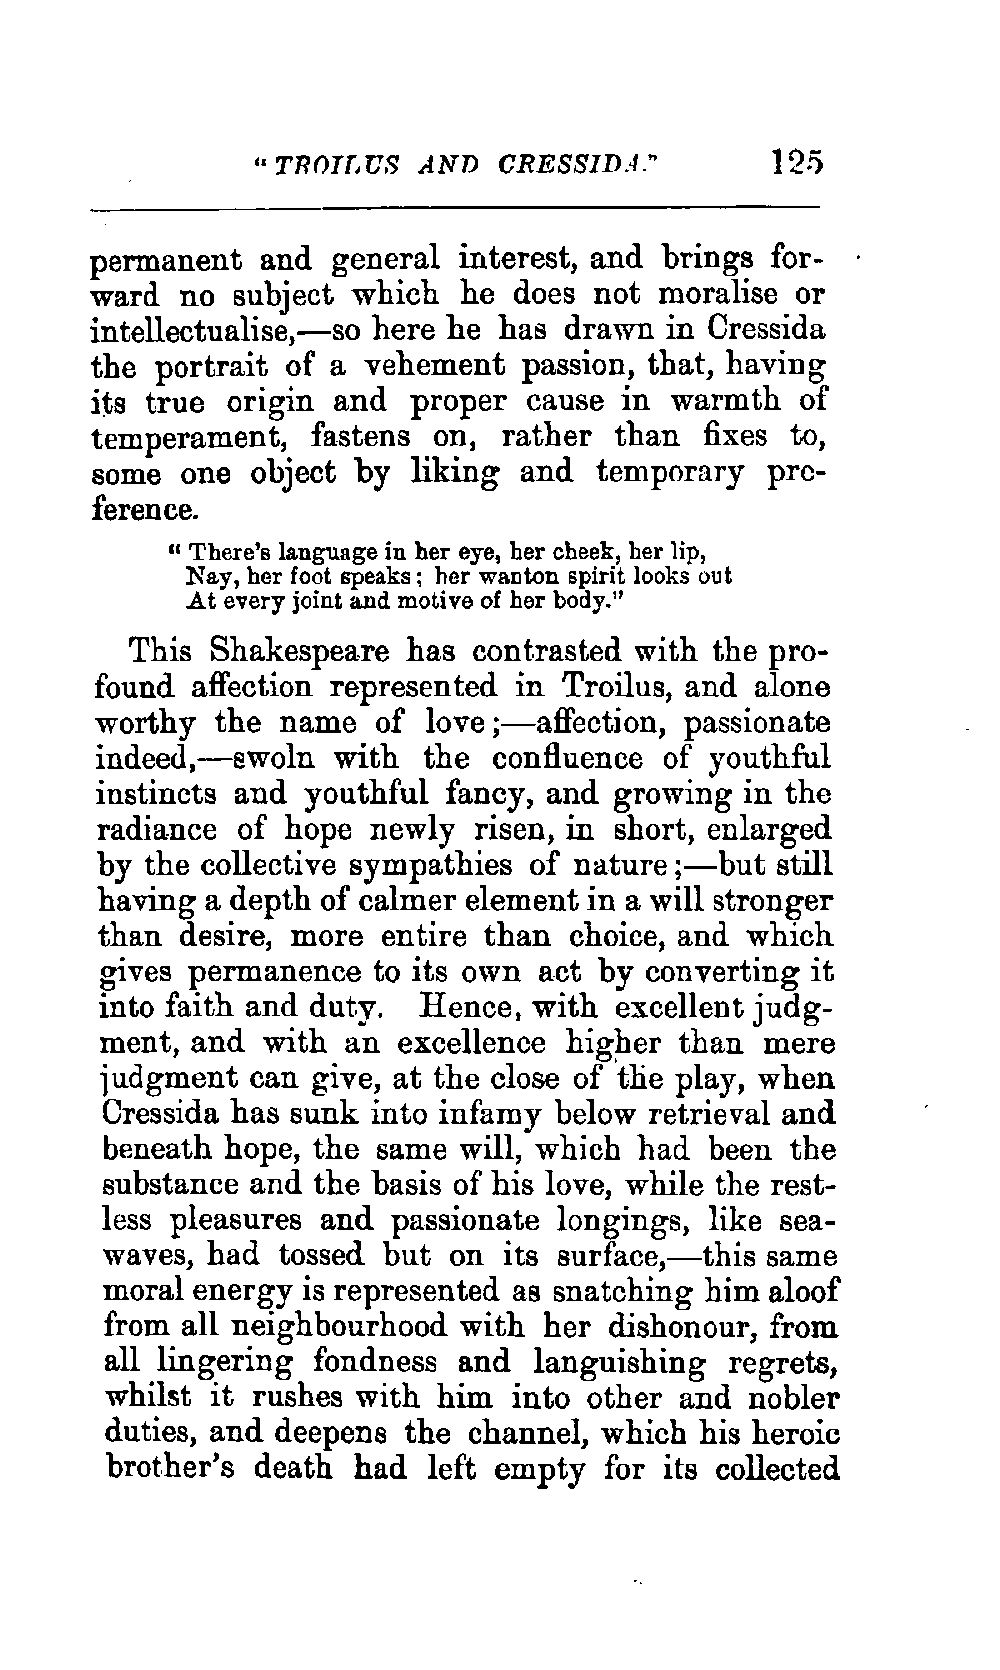 "TROILUS AND CRESSIDA." 125
permanent and general interest, and brings for-
ward no subject which he does not moralise or
intellectualise,—so here he has drawn in Cressida
the portrait of a vehement passion, that, having
its true origin and proper cause in warmth of
temperament, fastens on, rather than fixes to,
some one object by liking and temporary pre-
ference.
"There's language in her eye, her cheek, her lip,
Nay, her foot speaks; her wanton spirit looks out
At every joint and motive of her body."
This Shakespeare has contrasted with the pro-
found affection represented in Troilus, and alone
worthy the name of love;—affection, passionate
indeed,—swoln with the confluence of youthful
instincts and youthful fancy, and growing in the
radiance of hope newly risen, in short, enlarged
by the collective sympathies of nature;—but still
having a depth of calmer element in a will stronger
than desire, more entire than choice, and which
gives permanence to its own act by converting it
into faith and duty. Hence, with excellent judg-
ment, and with an excellence higher than mere
judgment can give, at the close of the play, when
Cressida has sunk into infamy below retrieval and
beneath hope, the same will, which had been the
substance and the basis of his love, while the rest-
less pleasures and passionate longings, like sea-
waves, had tossed but on its surface,—this same
moral energy is represented as snatching him aloof
from all neighbourhood with her dishonour, from
all lingering fondness and languishing regrets,
whilst it rushes with him into other and nobler
duties, and deepens the channel, which his heroic
brother's death had left empty for its collected